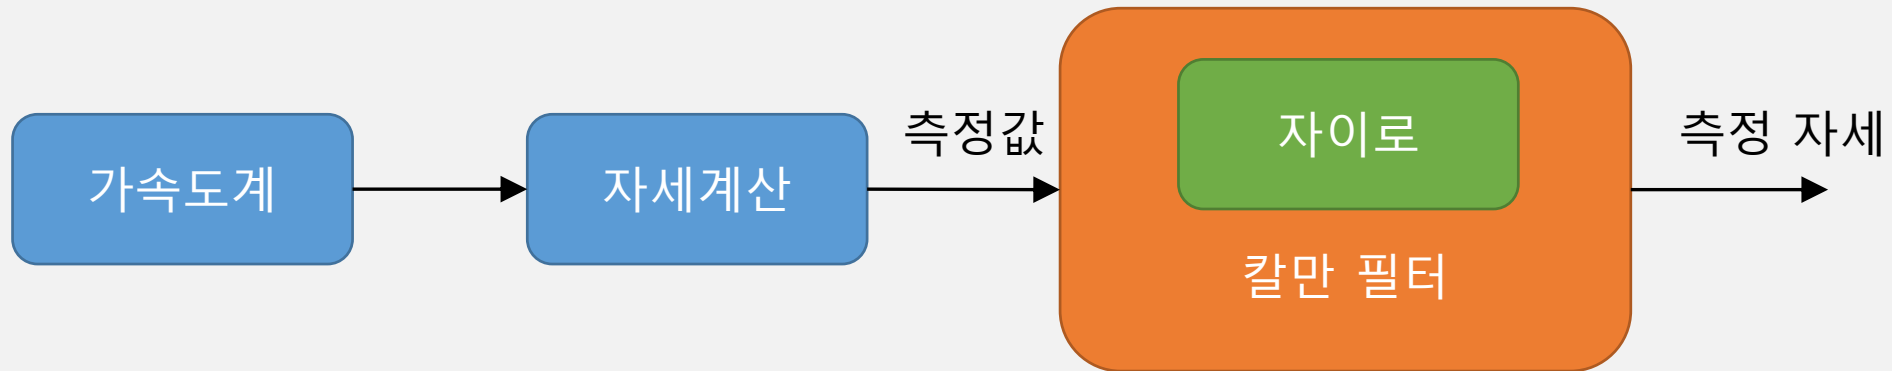 가속도계
자세계산
측정값
자이로
칼만 필터
측정 자세